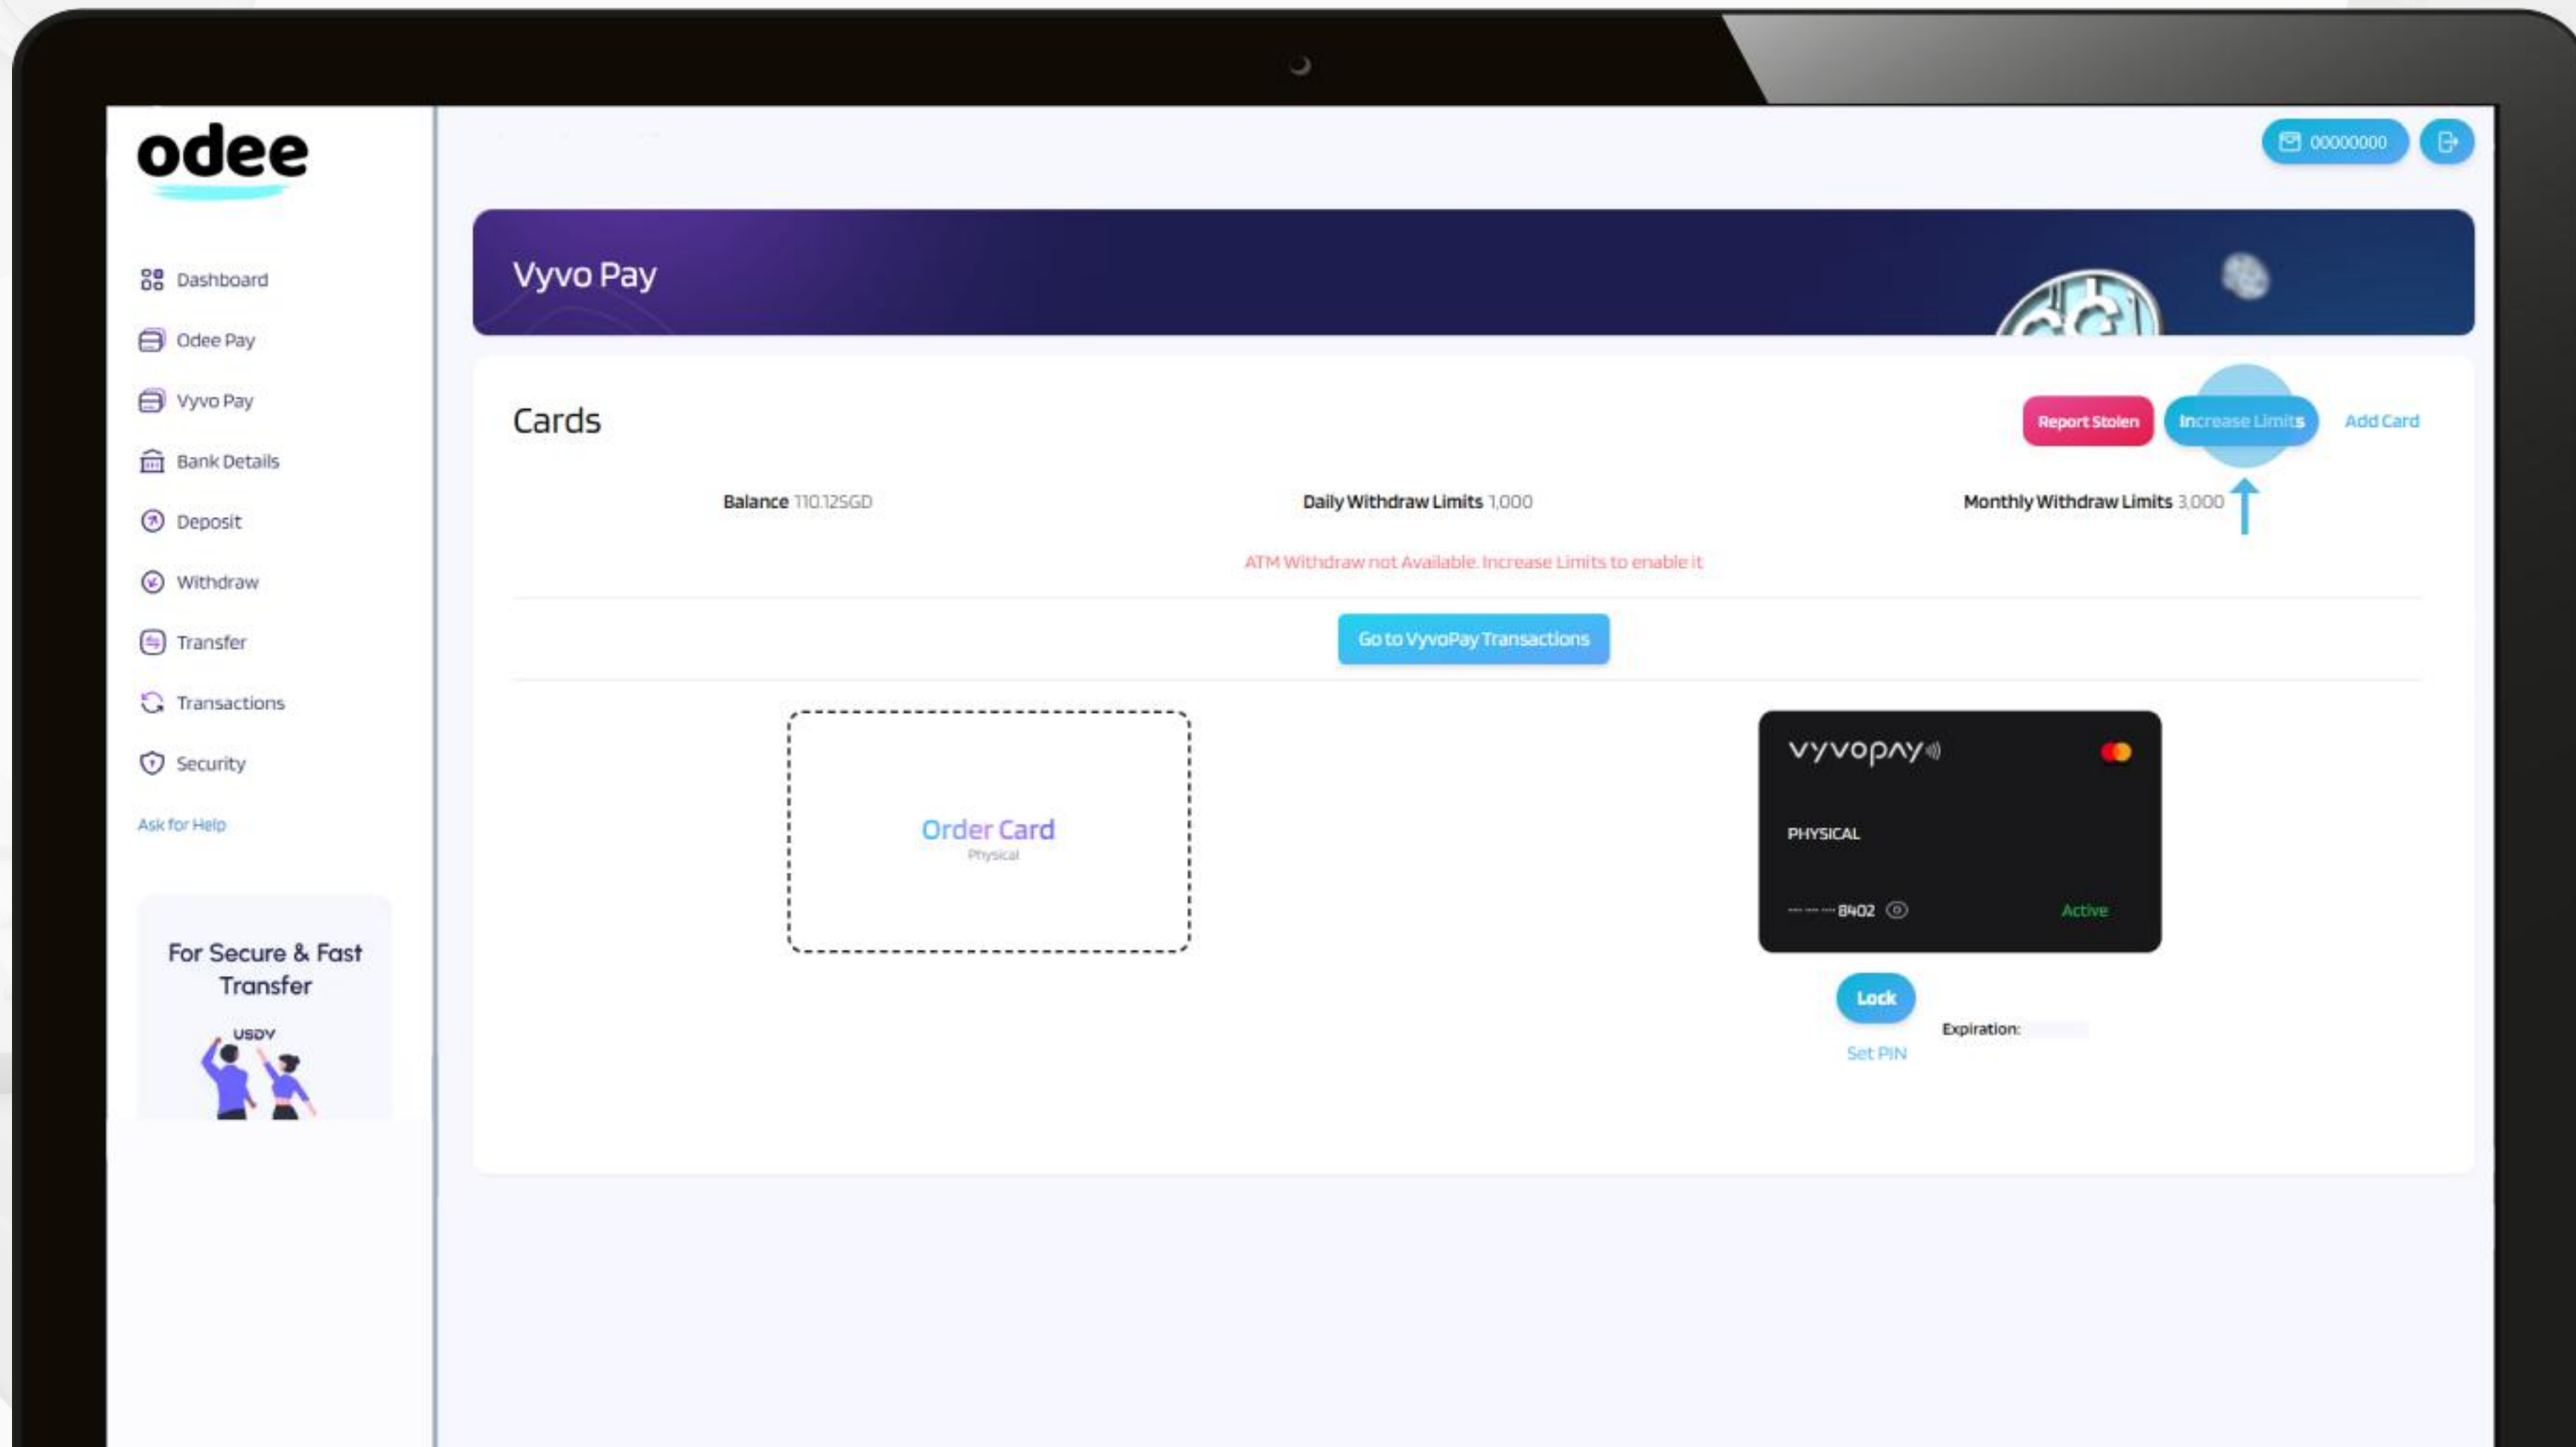 odee
00000000
Dashboard
Odee Pay
Vyvo Pay
Bank Details
Deposit
Withdraw
Transfer
Transactions
Security
Ask for Help
For Secure & Fast
Transfer
USDV
Vyvo Pay
Cards
Report Stolen
Increase Limits
Add Card
Balance 110.12SGD
Daily Withdraw Limits 1,000
Monthly Withdraw Limits 3,000
ATM Withdraw not Available. Increase Limits to enable it
Go to VyvoPay Transactions
Order Card
Physical
vyvopay
PHYSICAL
8402
Active
Lock
Set PIN
Expiration: